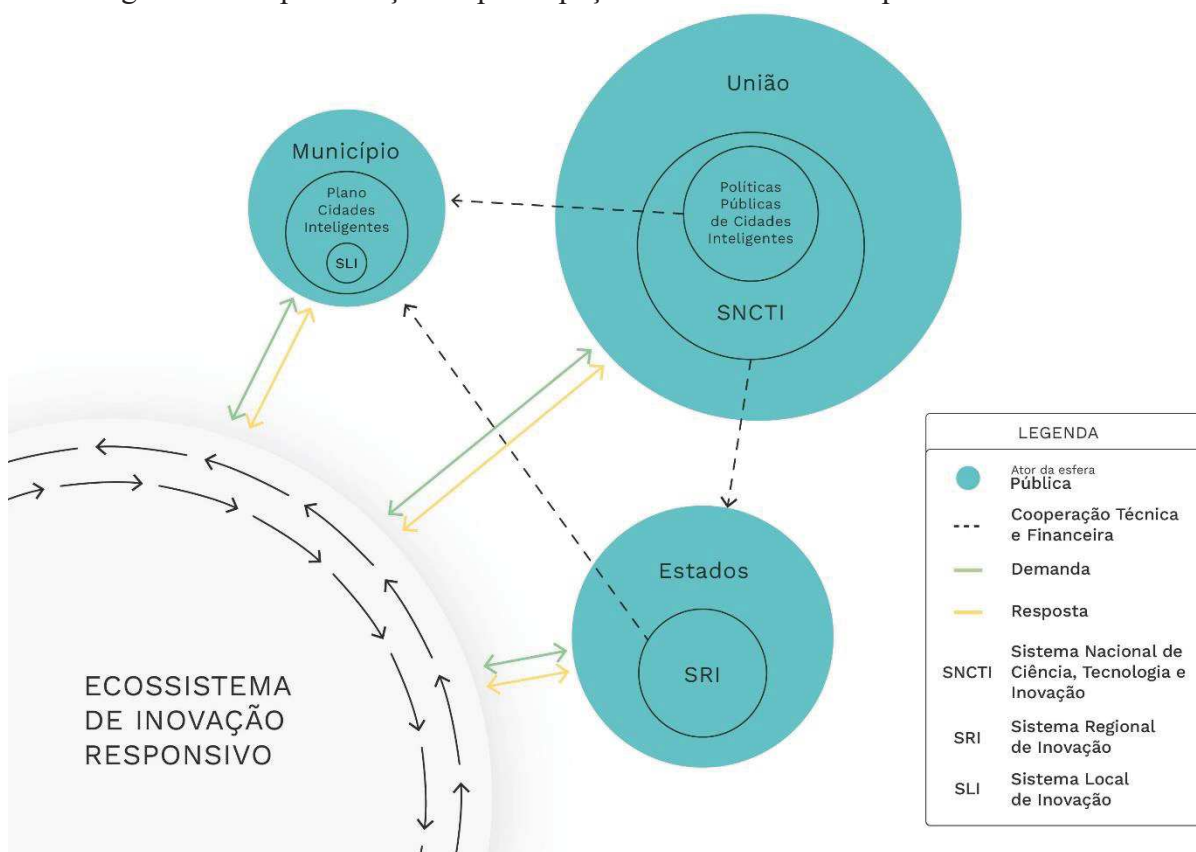 União
Município
Plano
Cidades
Inteligentes
SLI
Políticas
Públicas
de Cidades
Inteligentes
SNCTI
Estados
SRI
ECOSSISTEMA
DE INOVAÇÃO
RESPONSIVO
LEGENDA
Ator da esfera
Pública
Cooperação Técnica
e Financeira
Demanda
Resposta
SNCTI
Sistema Nacional de
Ciência, Tecnologia e
Inovação
SRI
Sistema Regional
de Inovação
SLI
Sistema Local
de Inovação